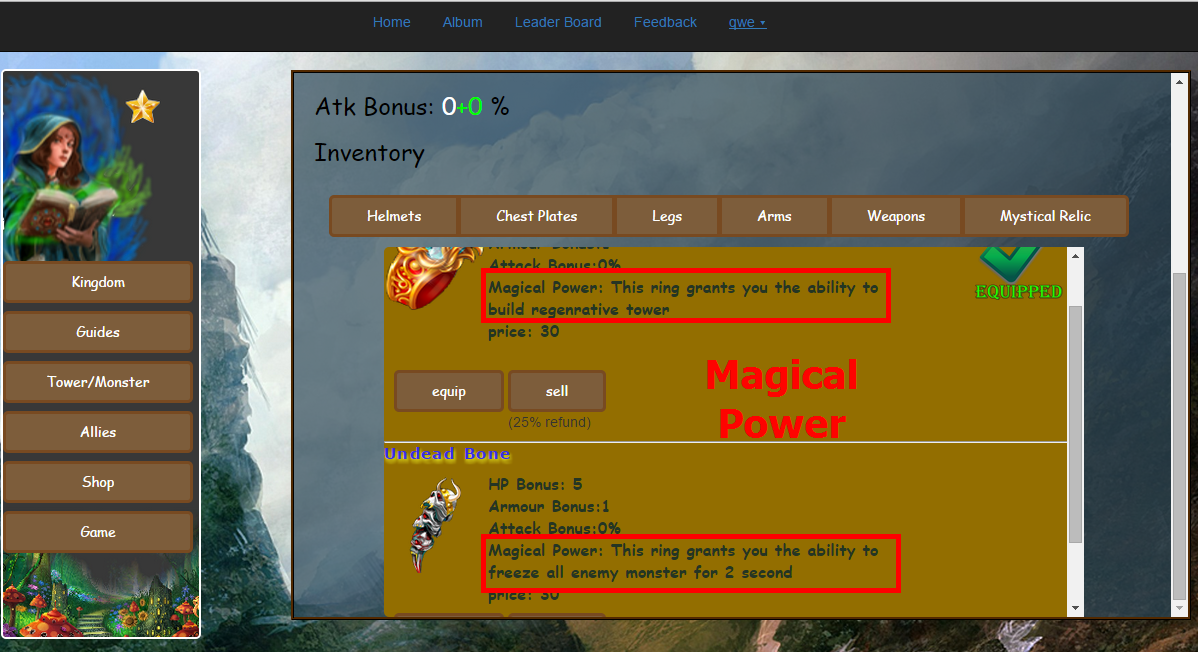 Home Album Leader Board Feedback qwe
Atk Bonus: 0+0 %
Inventory
Helmets Chest Plates Legs Arms Weapons Mystical Relic
Kingdom
Guides
Tower/Monster
Allies
Shop
Game
Attack Bonus:0%
EQUIPPED
Magical Power: This ring grants you the ability to
build regenrative tower
price: 30
equip sell
(25% refund)
Magical
Power
Undead Bone
HP Bonus: 5
Armour Bonus:1
Attack Bonus:0%
Magical Power: This ring grants you the ability to
freeze all enemy monster for 2 second
price: 30